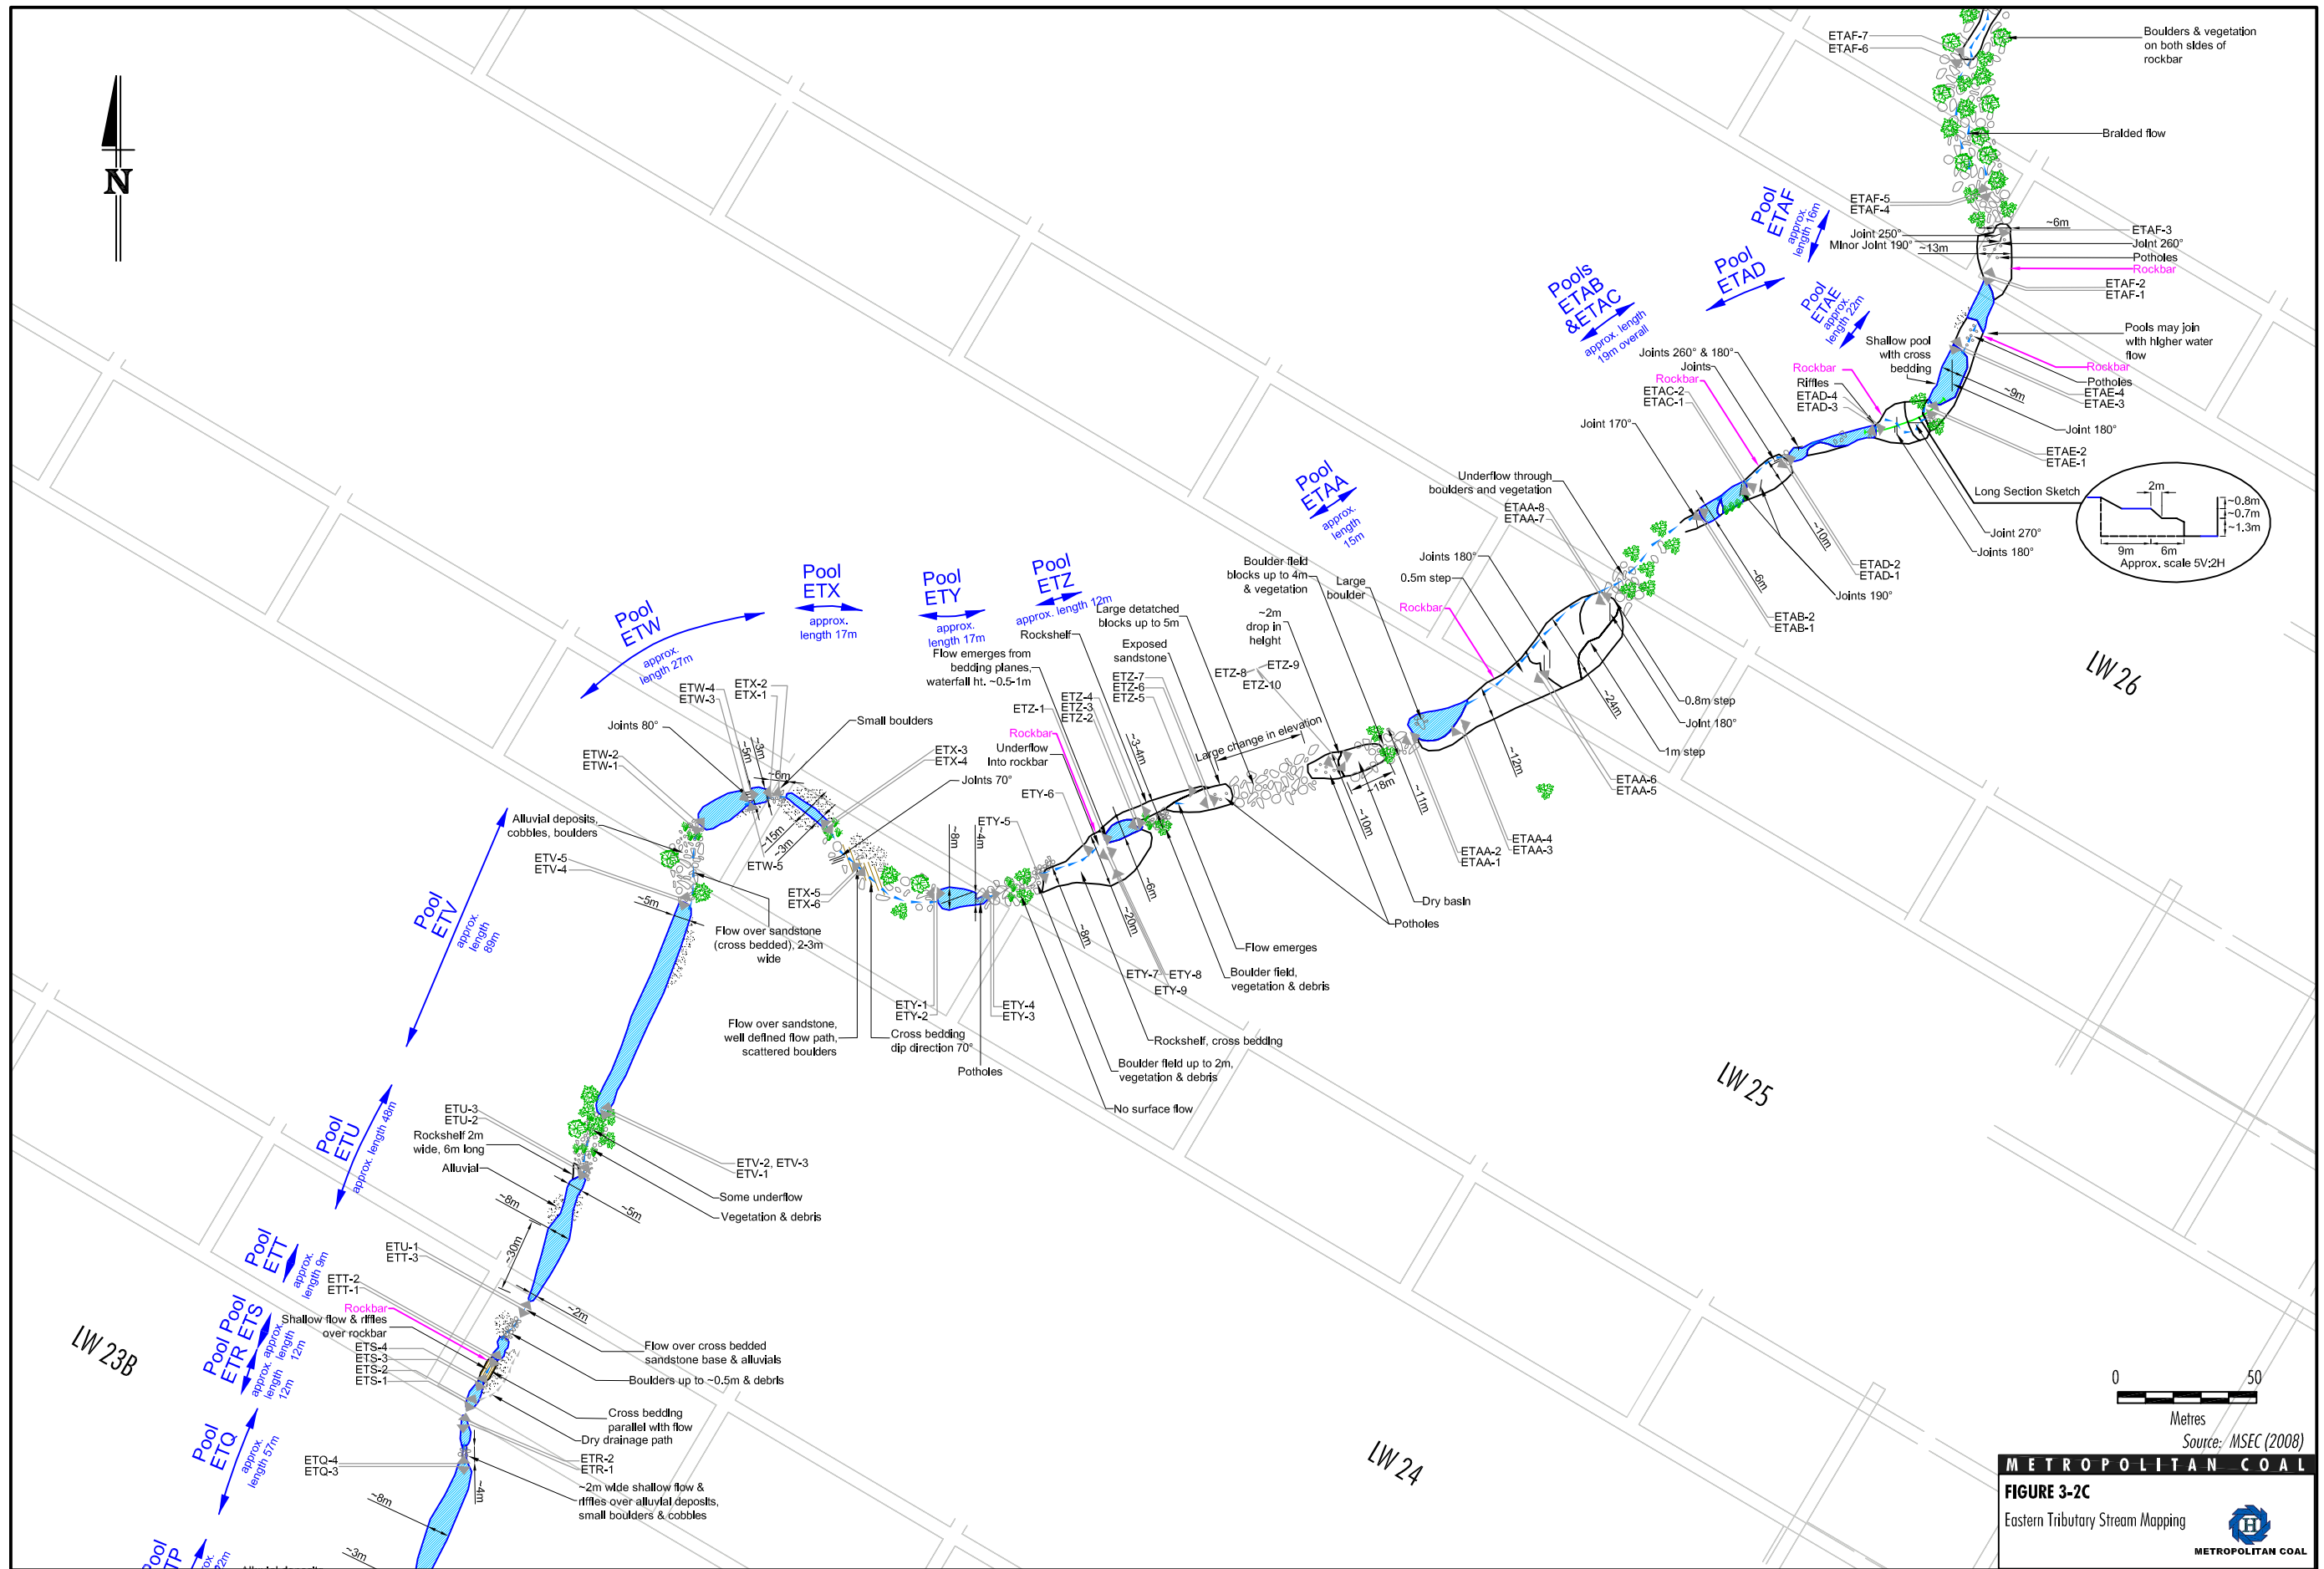 ETAF-7
ETAF-6
Boulders & vegetation
on both sides of
rockbar
Braided flow
N
Pool
ETAF
approx.
length 16m
ETAF-5
ETAF-4
~6m
Joint 250°
Minor Joint 190°
~13m
ETAF-3
Joint 260°
Potholes
Rockbar
ETAF-2
ETAF-1
Pool
ETAD
Pools
ETAB
&ETAC
approx. length
19m overall
Pool
ETAE
approx.
length 22m
Pools may join
with higher water
flow
Rockbar
Potholes
ETAE-4
ETAE-3
~9m
Joint 180°
ETAE-2
ETAE-1
Shallow pool
with cross
bedding
Joints 260° & 180°
Joints
Rockbar
ETAC-2
ETAC-1
Rockbar
Riffles
ETAD-4
ETAD-3
Joint 170°
Long Section Sketch
2m
~0.8m
~0.7m
~1.3m
9m
6m
Approx. scale 5V:2H
Joint 270°
Joints 180°
~10m
ETAD-2
ETAD-1
Joints 190°
~6m
ETAB-2
ETAB-1
Underflow through
boulders and vegetation
ETAA-8
ETAA-7
Pool
ETAA
approx.
length
15m
Joints 180°
0.5m step
Rockbar
Boulder field
blocks up to 4m
& vegetation
Large
boulder
~2m
drop in
height
0.8m step
Joint 180°
1m step
~24m
~12m
ETAA-6
ETAA-5
ETAA-4
ETAA-3
ETAA-2
ETAA-1
~11m
~18m
~10m
Dry basin
Potholes
LW 26
Pool
ETW
approx.
length 27m
Pool
ETX
approx.
length 17m
Pool
ETY
approx.
length 17m
Pool
ETZ
approx. length 12m
Large detatched
blocks up to 5m
Rockshelf
Exposed
sandstone
Flow emerges from
bedding planes,
waterfall ht. ~0.5-1m
ETZ-8
ETZ-9
ETZ-10
ETZ-7
ETZ-6
ETZ-5
ETZ-4
ETZ-3
ETZ-2
ETZ-1
Rockbar
Underflow
into rockbar
~3-4m
Large change in elevation
ETW-4
ETW-3
ETX-2
ETX-1
Joints 80°
~5m
~3m
~6m
Small boulders
ETX-3
ETX-4
Joints 70°
ETW-2
ETW-1
ETY-6
ETY-5
Alluvial deposits,
cobbles, boulders
~15m
~3m
ETW-5
ETV-5
ETV-4
ETX-5
ETX-6
~8m
~4m
~6m
~20m
~8m
Pool
ETV
approx.
length
89m
~5m
Flow over sandstone
(cross bedded), 2-3m
wide
Flow emerges
Boulder field,
vegetation & debris
ETY-7
ETY-8
ETY-9
ETY-1
ETY-2
ETY-4
ETY-3
Flow over sandstone,
well defined flow path,
scattered boulders
Cross bedding
dip direction 70°
Potholes
Rockshelf, cross bedding
Boulder field up to 2m,
vegetation & debris
No surface flow
LW 25
Pool
ETU
approx. length 48m
ETU-3
ETU-2
Rockshelf 2m
wide, 6m long
Alluvial
ETV-2, ETV-3
ETV-1
Some underflow
Vegetation & debris
~8m
~5m
~30m
Pool
ETT
approx.
length 9m
ETU-1
ETT-3
ETT-2
ETT-1
Rockbar
Shallow flow & riffles
over rockbar
ETS-4
ETS-3
ETS-2
ETS-1
~2m
Flow over cross bedded
sandstone base & alluvials
Boulders up to ~0.5m & debris
Pool
ETS
approx.
length
12m
Pool
ETR
approx.
length
12m
LW 23B
Cross bedding
parallel with flow
Dry drainage path
ETR-2
ETR-1
Pool
ETQ
approx.
length 57m
ETQ-4
ETQ-3
~4m
~2m wide shallow flow &
riffles over alluvial deposits,
small boulders & cobbles
~8m
~3m
LW 24
0
50
Metres
Source: MSEC (2008)
METROPOLITAN COAL
FIGURE 3-2C
Eastern Tributary Stream Mapping
H
METROPOLITAN COAL